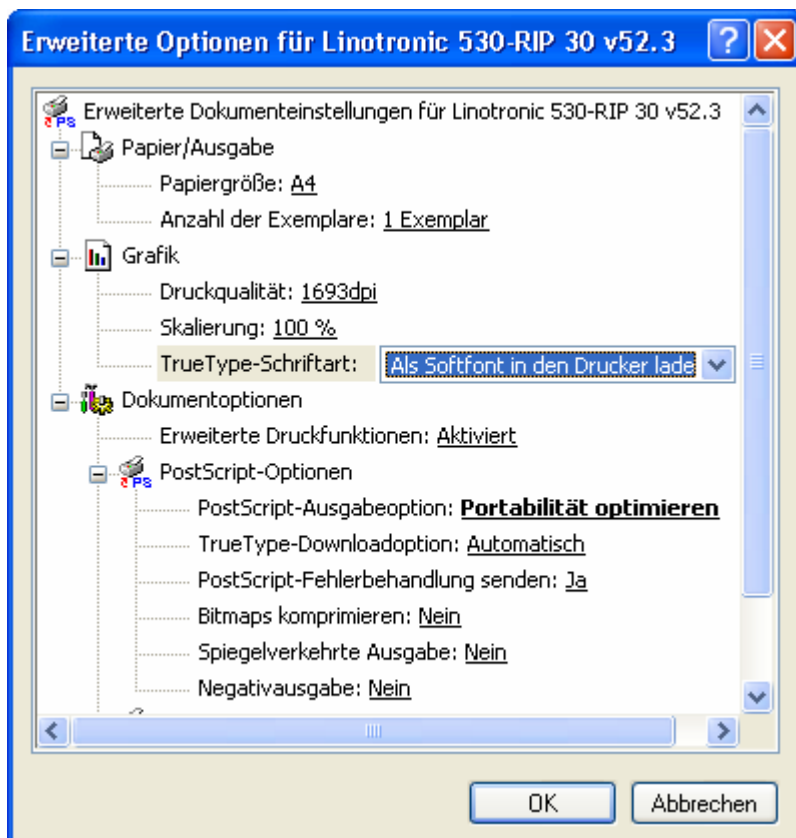 Erweiterte Optionen für Linotronic 530-RIP 30 v52.3
Erweiterte Dokumenteinstellungen für Linotronic 530-RIP 30 v52.3
Papier/Ausgabe
Papiergröße: A4
Anzahl der Exemplare: 1 Exemplar
Grafik
Druckqualität: 1693dpi
Skalierung: 100 %
TrueType-Schriftart: Als Softfont in den Drucker lade
Dokumentoptionen
Erweiterte Druckfunktionen: Aktiviert
PostScript-Optionen
PostScript-Ausgabeoption: Portabilität optimieren
TrueType-Downloadoption: Automatisch
PostScript-Fehlerbehandlung senden: Ja
Bitmaps komprimieren: Nein
Spiegelverkehrte Ausgabe: Nein
Negativausgabe: Nein
OK Abbrechen